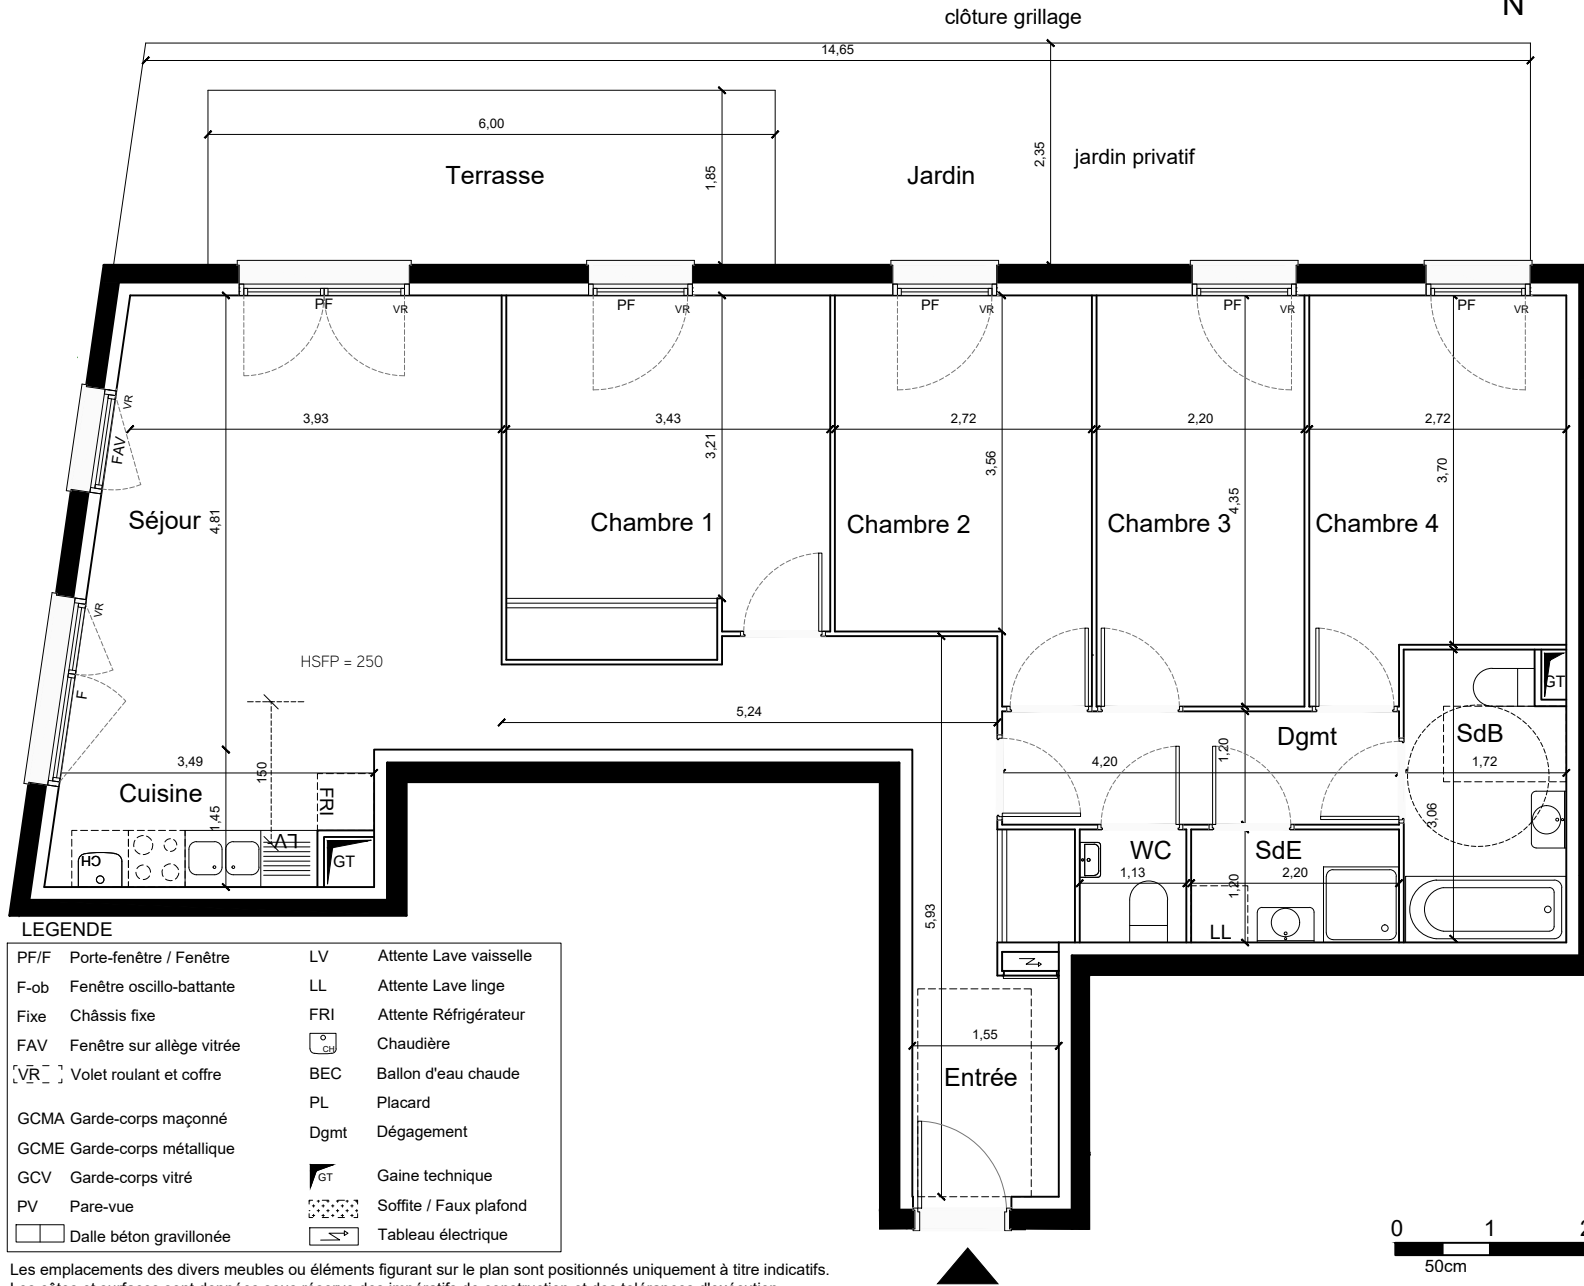 N
clôture grillage
14,65
6,00
Terrasse
1,85
Jardin
2,35
jardin privatif
PF
VR
PF
VR
PF
VR
PF
VR
PF
VR
VR
FAV
3,93
3,43
2,72
2,20
2,72
3,21
3,56
4,35
3,70
Séjour
4,81
Chambre 1
Chambre 2
Chambre 3
Chambre 4
VR
F
HSFP = 250
GT
5,24
Dgmt
SdB
3,49
150
4,20
1,20
1,72
Cuisine
FRI
1,45
3,06
LV
CH
GT
WC
SdE
1,13
1,20
2,20
LL
5,93
1,55
Entrée
LEGENDE
PF/F Porte-fenêtre / Fenêtre
F-ob Fenêtre oscillo-battante
Fixe Châssis fixe
FAV Fenêtre sur allège vitrée
VR Volet roulant et coffre
GCMA Garde-corps maçonné
GCME Garde-corps métallique
GCV Garde-corps vitré
PV Pare-vue
Dalle béton gravillonée
LV Attente Lave vaisselle
LL Attente Lave linge
FRI Attente Réfrigérateur
CH Chaudière
BEC Ballon d'eau chaude
PL Placard
Dgmt Dégagement
GT Gaine technique
Soffite / Faux plafond
Tableau électrique
0 1 2
50cm
Les emplacements des divers meubles ou éléments figurant sur le plan sont positionnés uniquement à titre indicatifs.